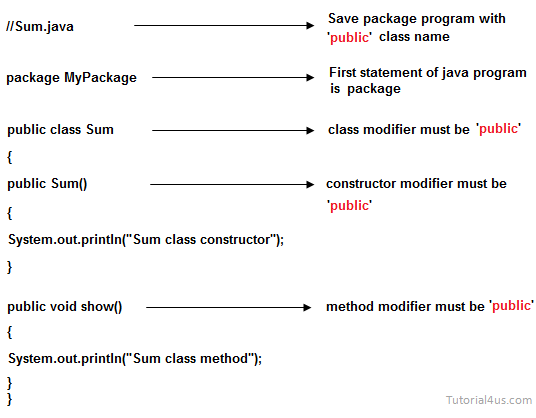 //Sum.java
Save package program with
'public' class name
package MyPackage
First statement of java program
is package
public class Sum
class modifier must be 'public'
{
public Sum()
constructor modifier must be
'public'
{
System.out.println("Sum class constructor");
}
public void show()
method modifier must be 'public'
{
System.out.println("Sum class method");
}
}
Tutorial4us.com